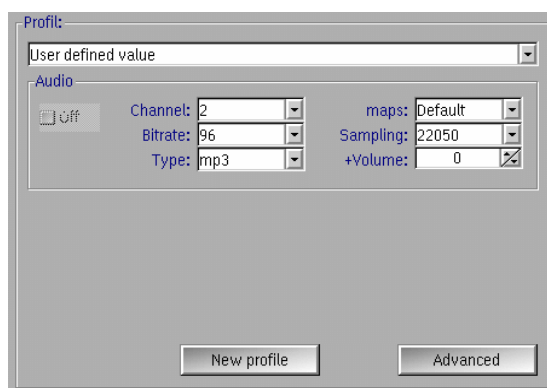 Profil:
User defined value
Audio
Off Channel: 2 maps: Default
Bitrate: 96 Sampling: 22050
Type: mp3 +Volume: 0
New profile Advanced